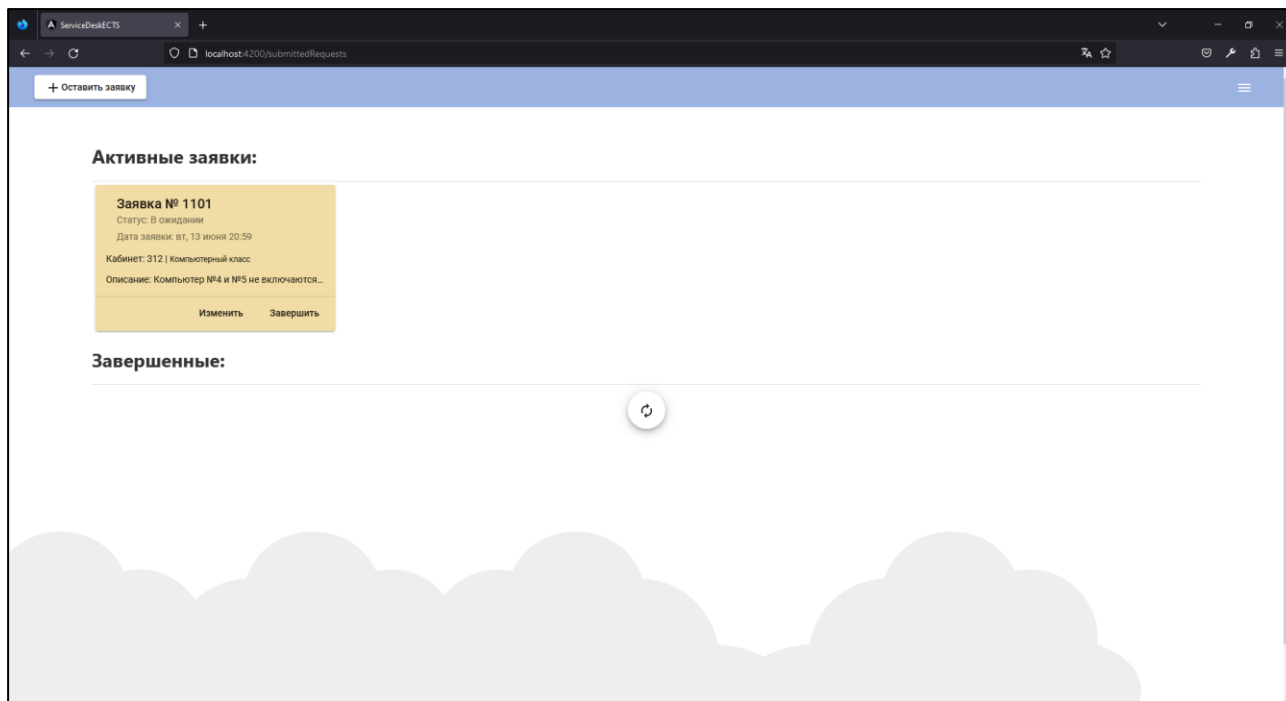 ServiceDeskECTS
localhost:4200/submittedRequests
Оставить заявку
Активные заявки:
Заявка № 1101
Статус: В ожидании
Дата заявки: вт, 13 июня 20:59
Кабинет: 312 | Компьютерный класс
Описание: Компьютер №4 и №5 не включаются...
Изменить Завершить
Завершенные: